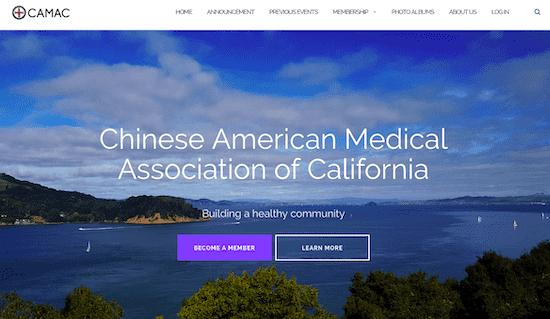 CAMAC
HOME ANNOUNCEMENT PREVIOUS EVENTS MEMBERSHIP PHOTO ALBUMS ABOUT US LOG IN
Chinese American Medical
Association of California
Building a healthy community
BECOME A MEMBER
LEARN MORE